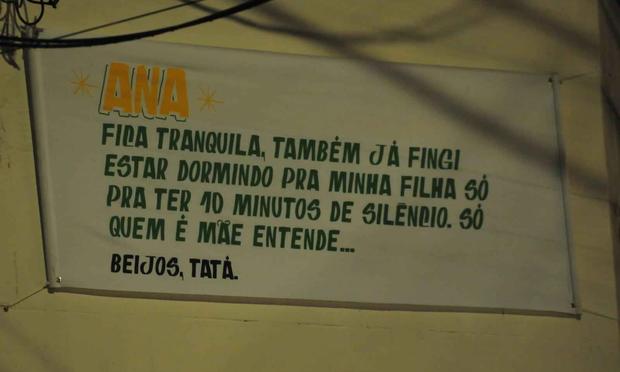 ANA
FICA TRANQUILA, TAMBÉM JÁ FINGI
ESTAR DORMINDO PRA MINHA FILHA SÓ
PRA TER 10 MINUTOS DE SILÊNCIO. SÓ
QUEM É MÃE ENTENDE...
BEIJOS, TATÁ.